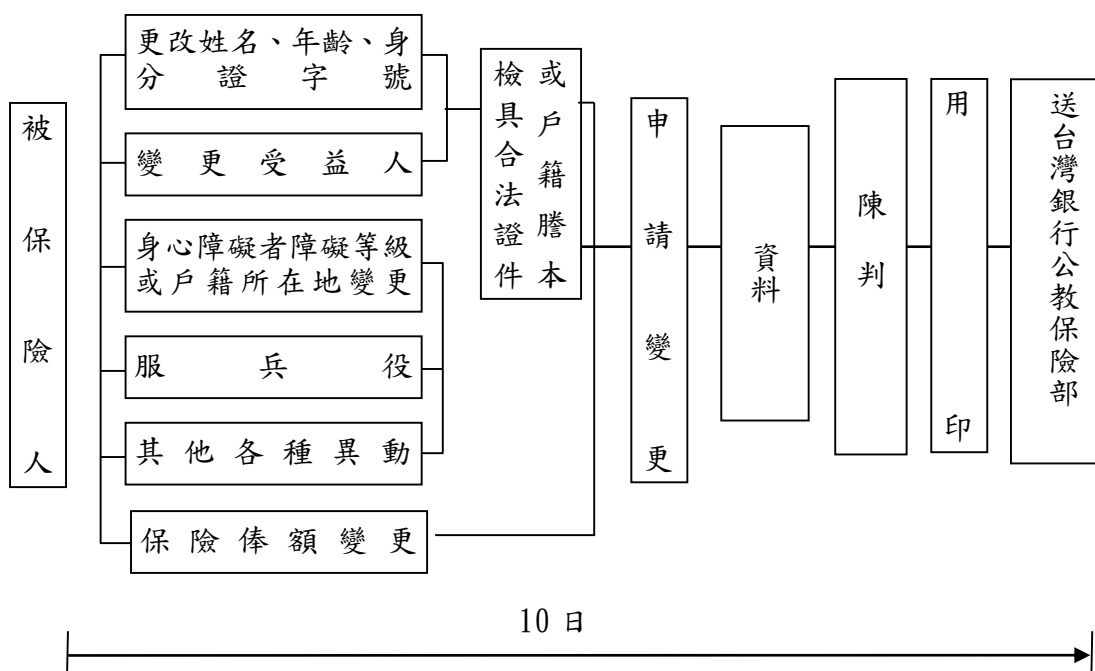 被保險人
更改姓名、年齡、身
分證字號
變更受益人
身心障礙者障礙等級
或戶籍所在地變更
服兵役
其他各種異動
保險俸額變更
檢具合法證件
或戶籍謄本
申請變更
資料
陳判
用印
送台灣銀行公教保險部
10 日